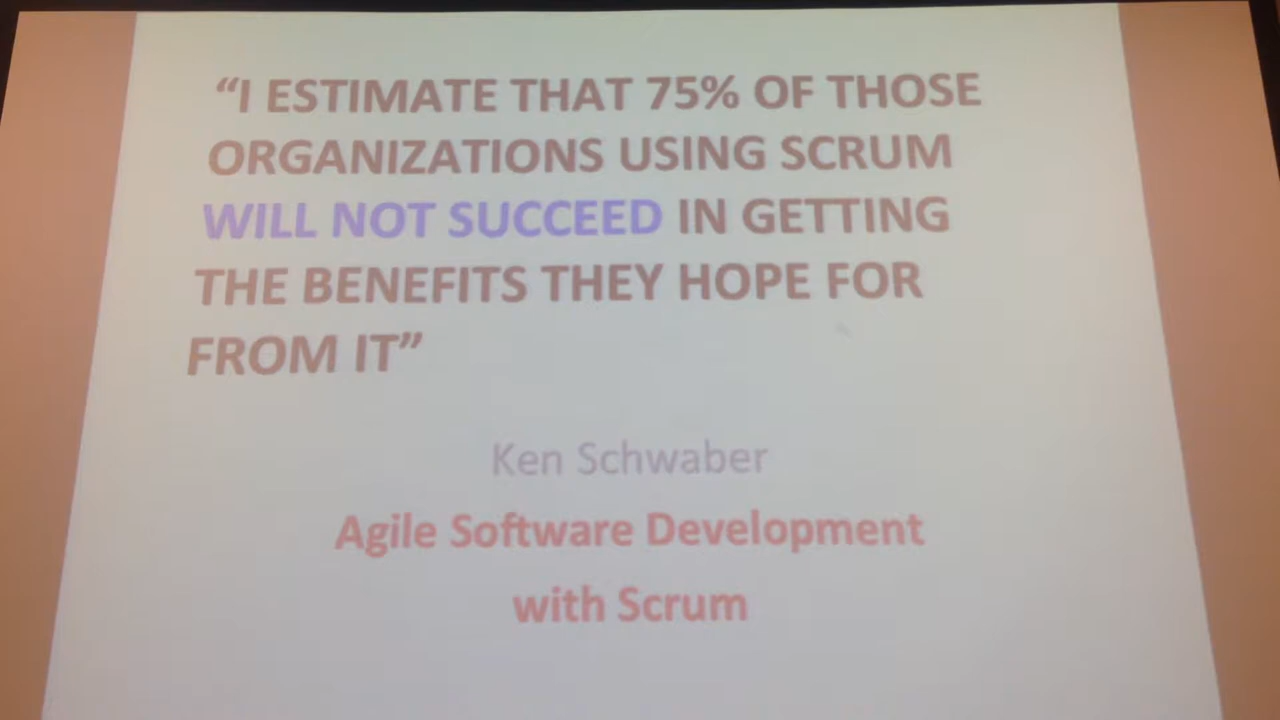 “I ESTIMATE THAT 75% OF THOSE
ORGANIZATIONS USING SCRUM
WILL NOT SUCCEED IN GETTING
THE BENEFITS THEY HOPE FOR
FROM IT”
Ken Schwaber
Agile Software Development
with Scrum